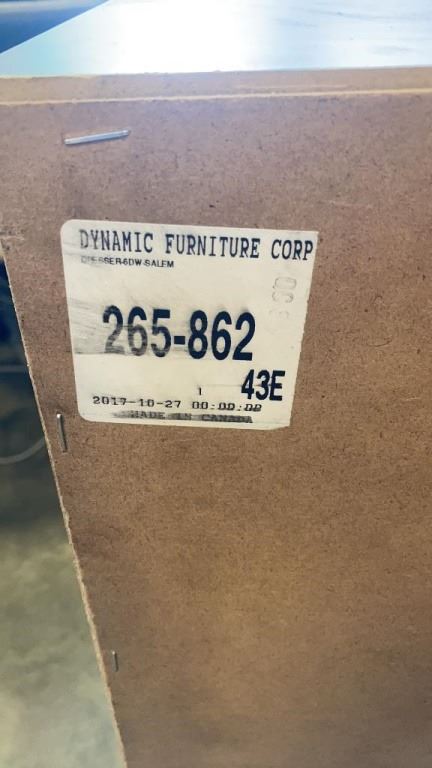 DYNAMIC FURNITURE CORP
DRESSER-6DW-SALEM
265-862
1
43E
2017-10-27 00:00:00
MADE IN CANADA